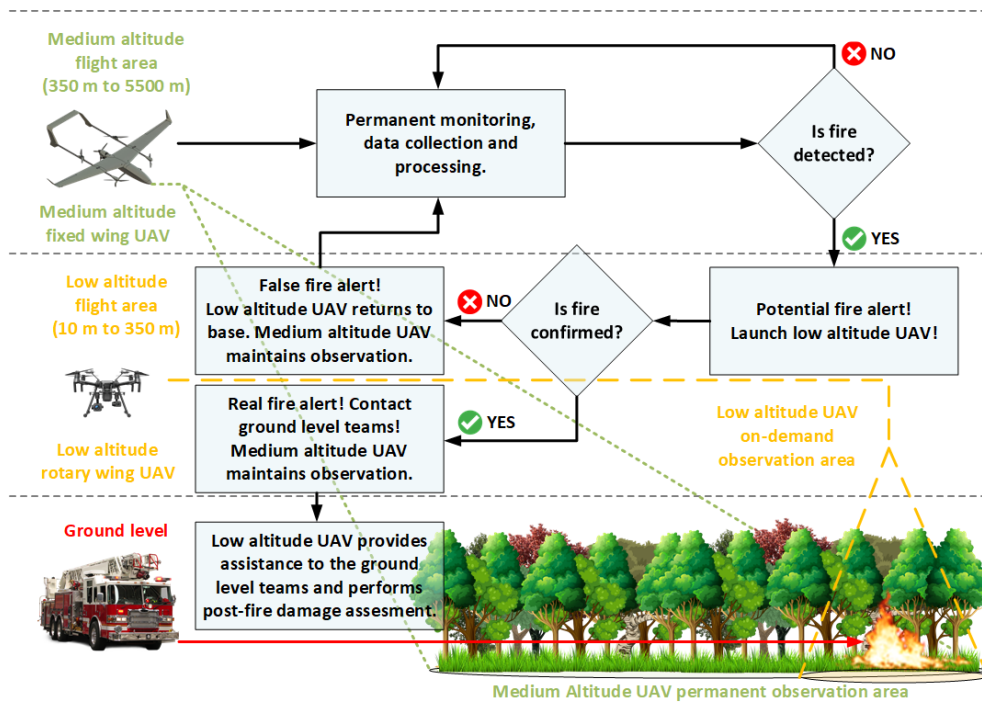 Medium altitude
flight area
(350 m to 5500 m)
Medium altitude
fixed wing UAV
Permanent monitoring,
data collection and
processing.
NO
Is fire
detected?
YES
Low altitude
flight area
(10 m to 350 m)
False fire alert!
Low altitude UAV returns to
base. Medium altitude UAV
maintains observation.
NO
Is fire
confirmed?
Potential fire alert!
Launch low altitude UAV!
Low altitude
rotary wing UAV
Real fire alert! Contact
ground level teams!
Medium altitude UAV
maintains observation.
YES
Low altitude UAV
on-demand
observation area
Ground level
Low altitude UAV provides
assistance to the ground
level teams and performs
post-fire damage assesment.
Medium Altitude UAV permanent observation area